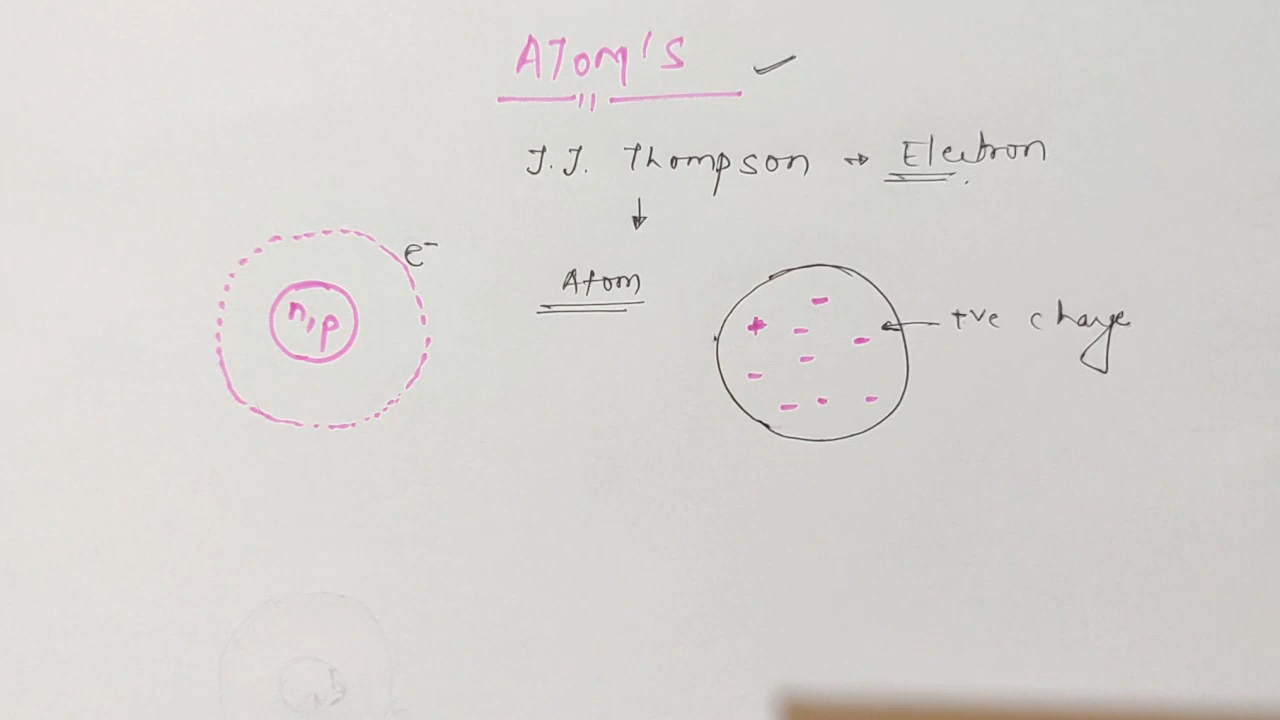 ATom's
J.J. Thompson → Electron
↓
e⁻
n,p
Atom
+ve charge